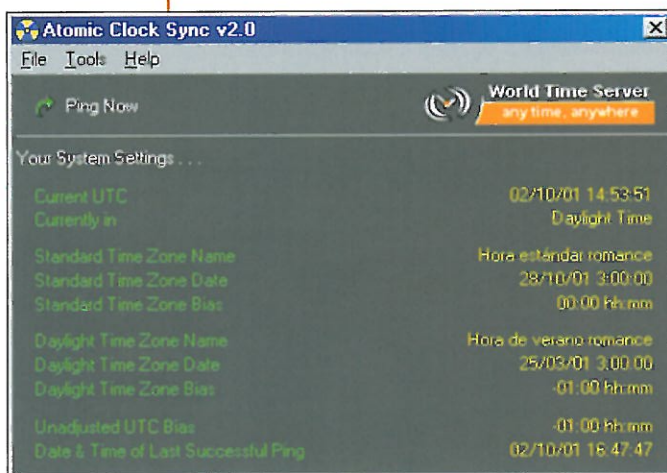 Atomic Clock Sync v2.0
File Tools Help
Ping Now
World Time Server
any time, anywhere
Your System Settings . . .
Current UTC 02/10/01 14:53:51
Currently in Daylight Time
Standard Time Zone Name Hora estándar romance
Standard Time Zone Date 28/10/01 3:00:00
Standard Time Zone Bias 00:00 hh:mm
Daylight Time Zone Name Hora de verano romance
Daylight Time Zone Date 25/03/01 3:00:00
Daylight Time Zone Bias -01:00 hh:mm
Unadjusted UTC Bias -01:00 hh:mm
Date & Time of Last Successful Ping 02/10/01 16:47:47